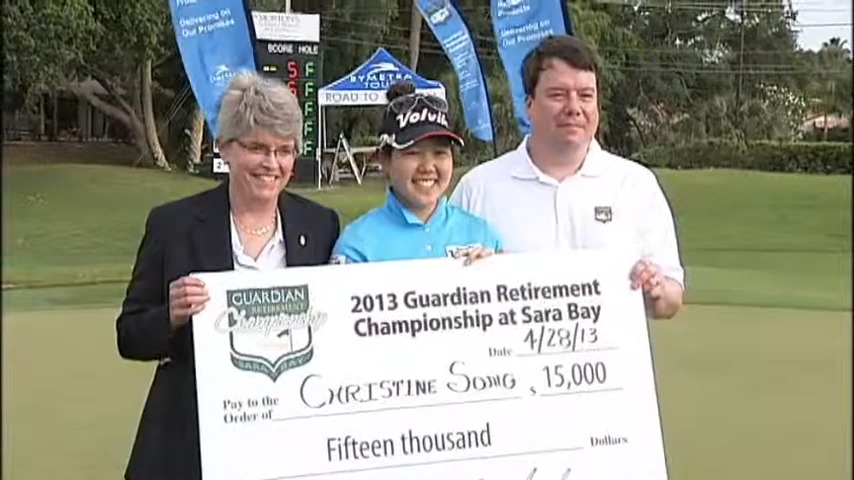 Delivering on
Our Promises
Delivering on
Our Promises
MORTON'S
SCORE HOLE
SYMETRA
TOUR
ROAD TO
Volvik
GUARDIAN
RETIREMENT
Championship
SARA BAY
2013 Guardian Retirement
Championship at Sara Bay
Date 4/28/13
Pay to the
Order of CHRISTINE SONG $ 15,000
Fifteen thousand Dollars